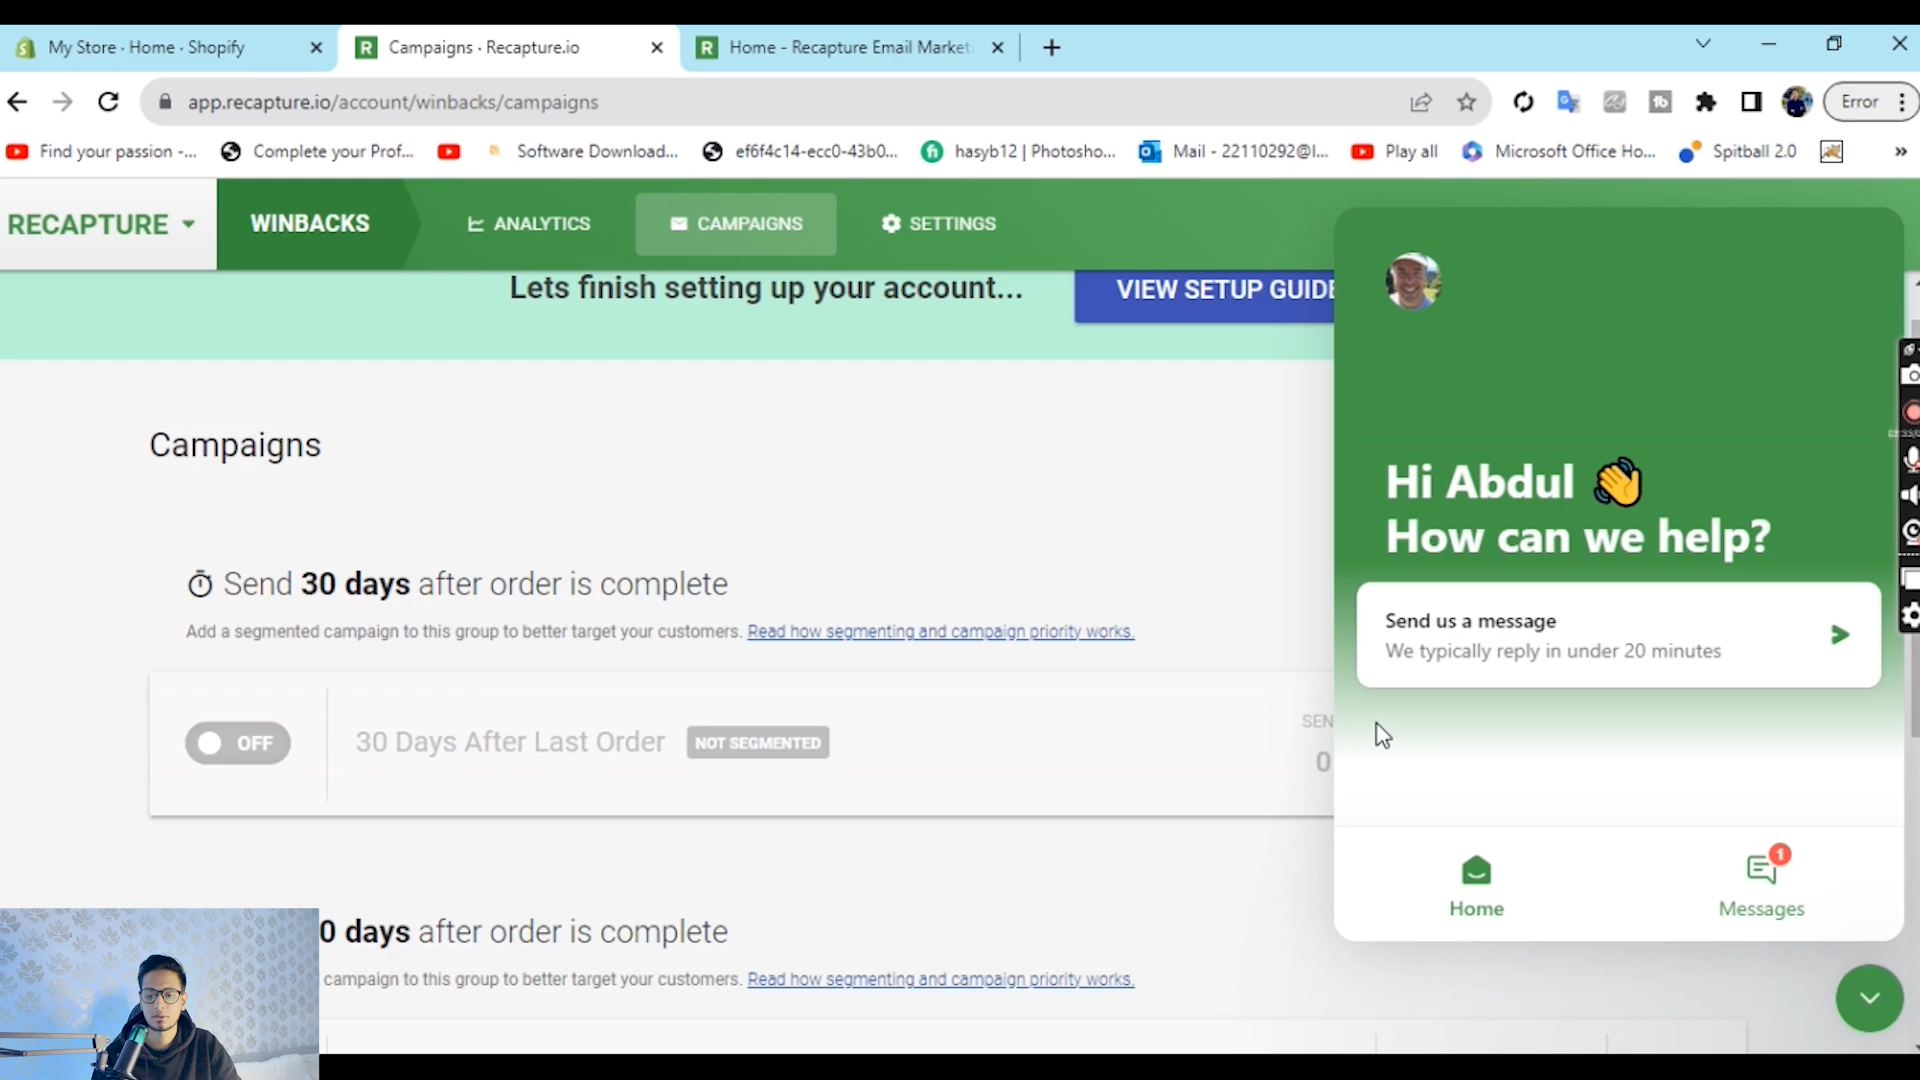 My Store · Home · Shopify
Campaigns · Recapture.io
Home - Recapture Email Marketi
app.recapture.io/account/winbacks/campaigns
Error
Find your passion -...
Complete your Prof...
Software Download...
ef6f4c14-ecc0-43b0...
hasyb12 | Photosho...
Mail - 22110292@l...
Play all
Microsoft Office Ho...
Spitball 2.0
»
RECAPTURE
WINBACKS
ANALYTICS
CAMPAIGNS
SETTINGS
Lets finish setting up your account...
VIEW SETUP GUIDE
Campaigns
Send 30 days after order is complete
Add a segmented campaign to this group to better target your customers. Read how segmenting and campaign priority works.
OFF
30 Days After Last Order
NOT SEGMENTED
SEN
0
0 days after order is complete
campaign to this group to better target your customers. Read how segmenting and campaign priority works.
Hi Abdul 👋
How can we help?
Send us a message
We typically reply in under 20 minutes
Home
1
Messages